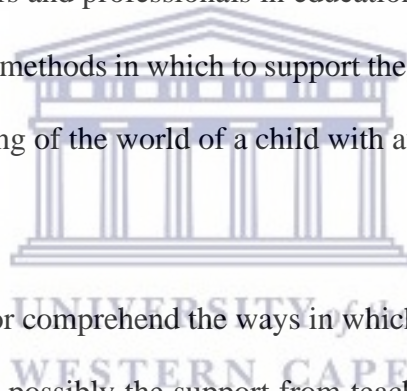 rs and professionals in education
methods in which to support the
ng of the world of a child with a
UNIVERSITY of the
or comprehend the ways in which
WESTERN CAPE
possibly the support from teach